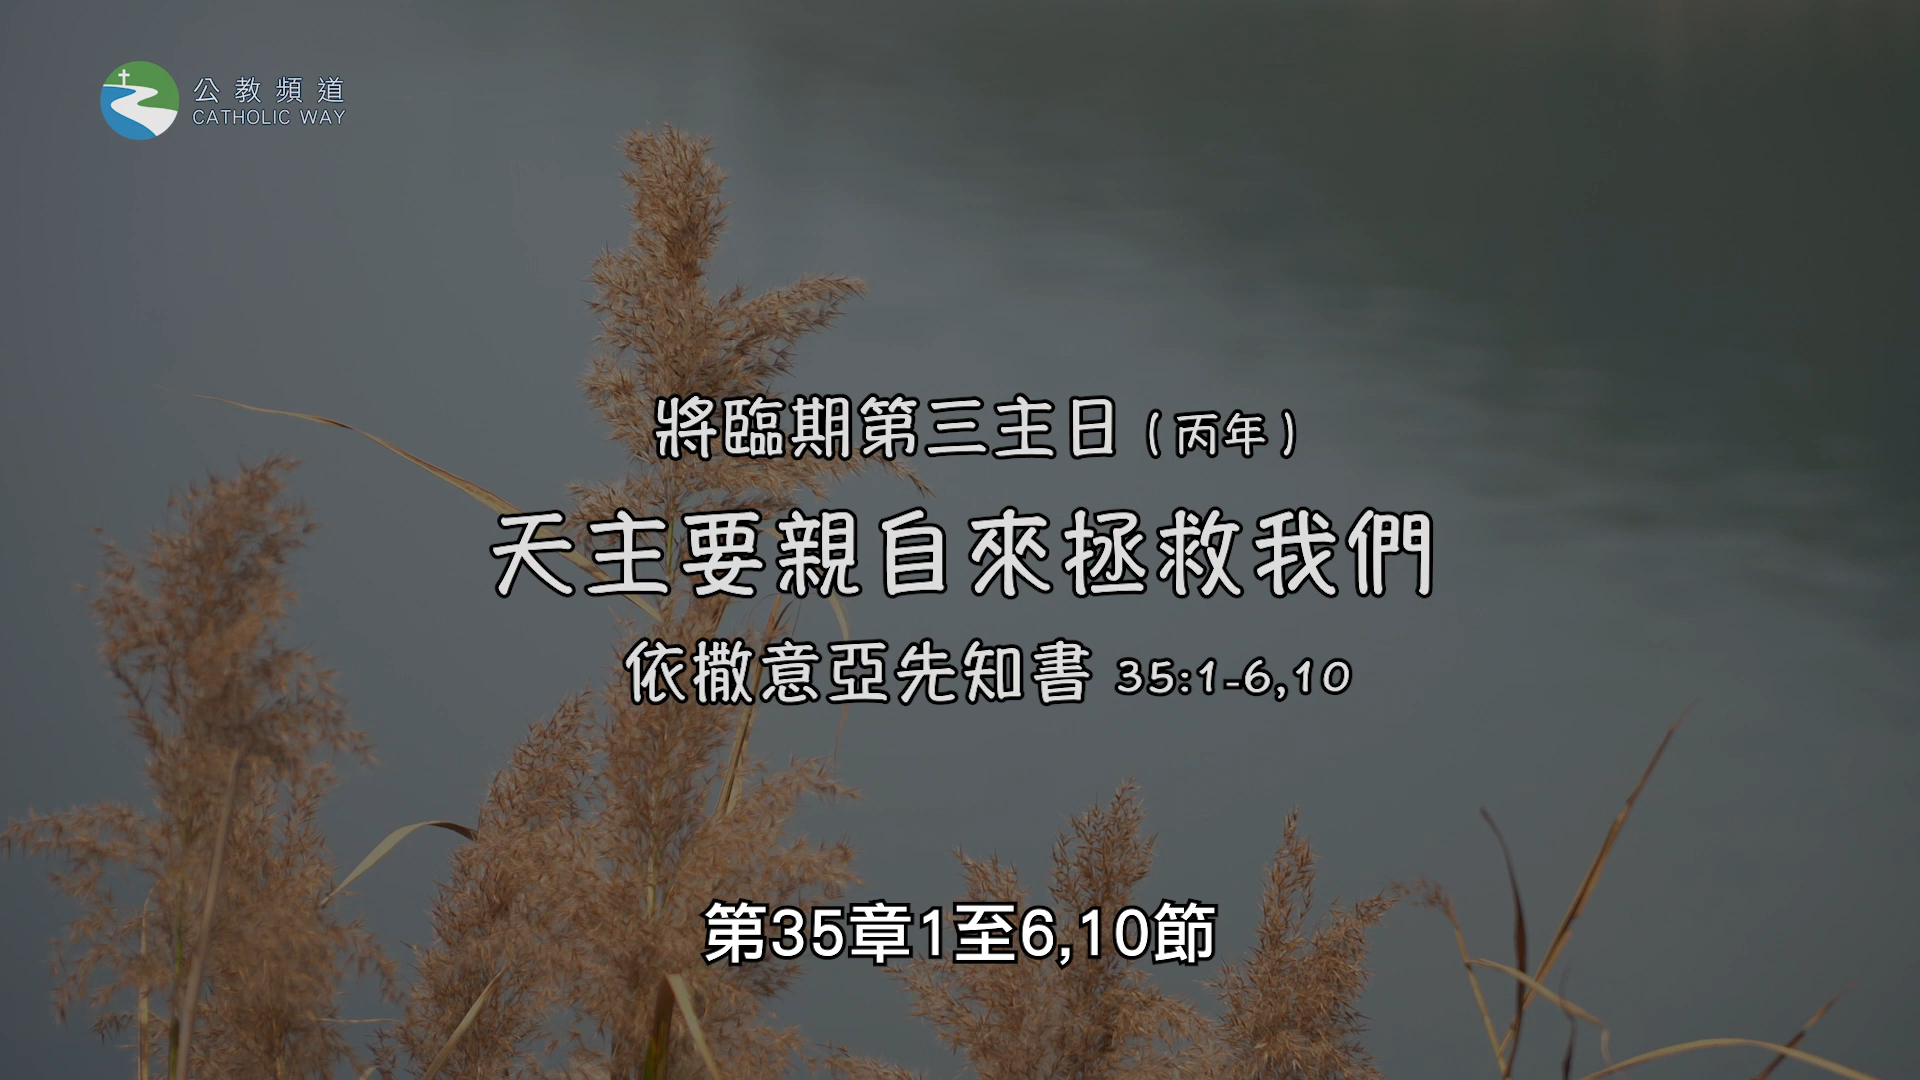 公教頻道
CATHOLIC WAY
將臨期第三主日（丙年）
天主要親自來拯救我們
依撒意亞先知書 35:1-6,10
第35章1至6,10節